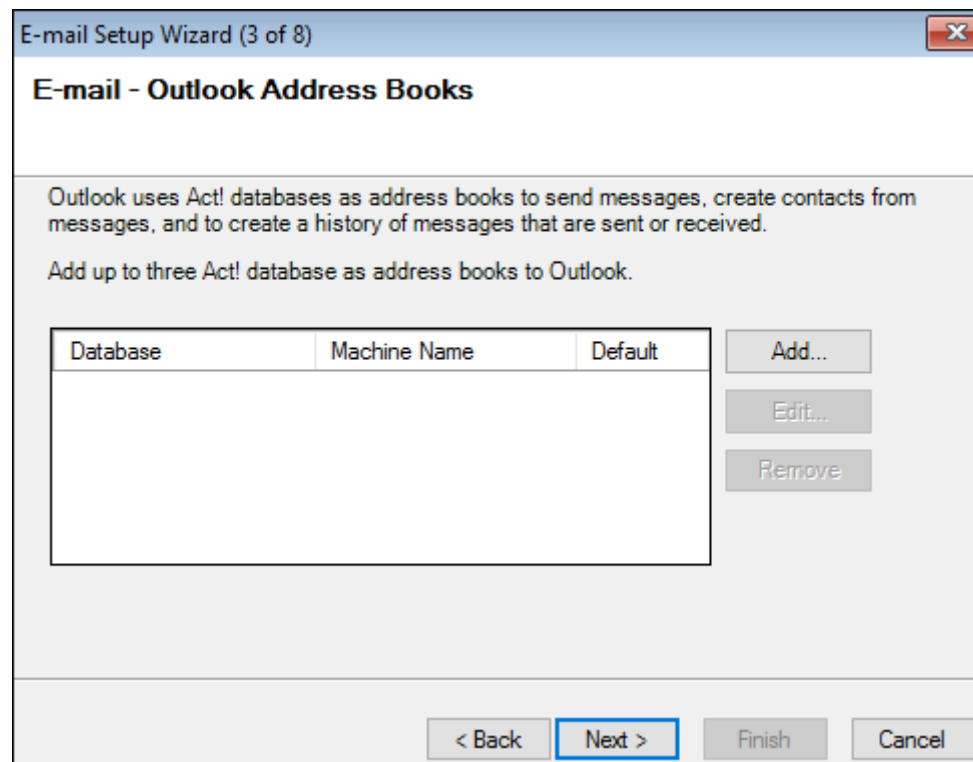 E-mail Setup Wizard (3 of 8)
E-mail - Outlook Address Books
Outlook uses Act! databases as address books to send messages, create contacts from
messages, and to create a history of messages that are sent or received.
Add up to three Act! database as address books to Outlook.
Database Machine Name Default
Add...
Edit...
Remove
< Back Next > Finish Cancel